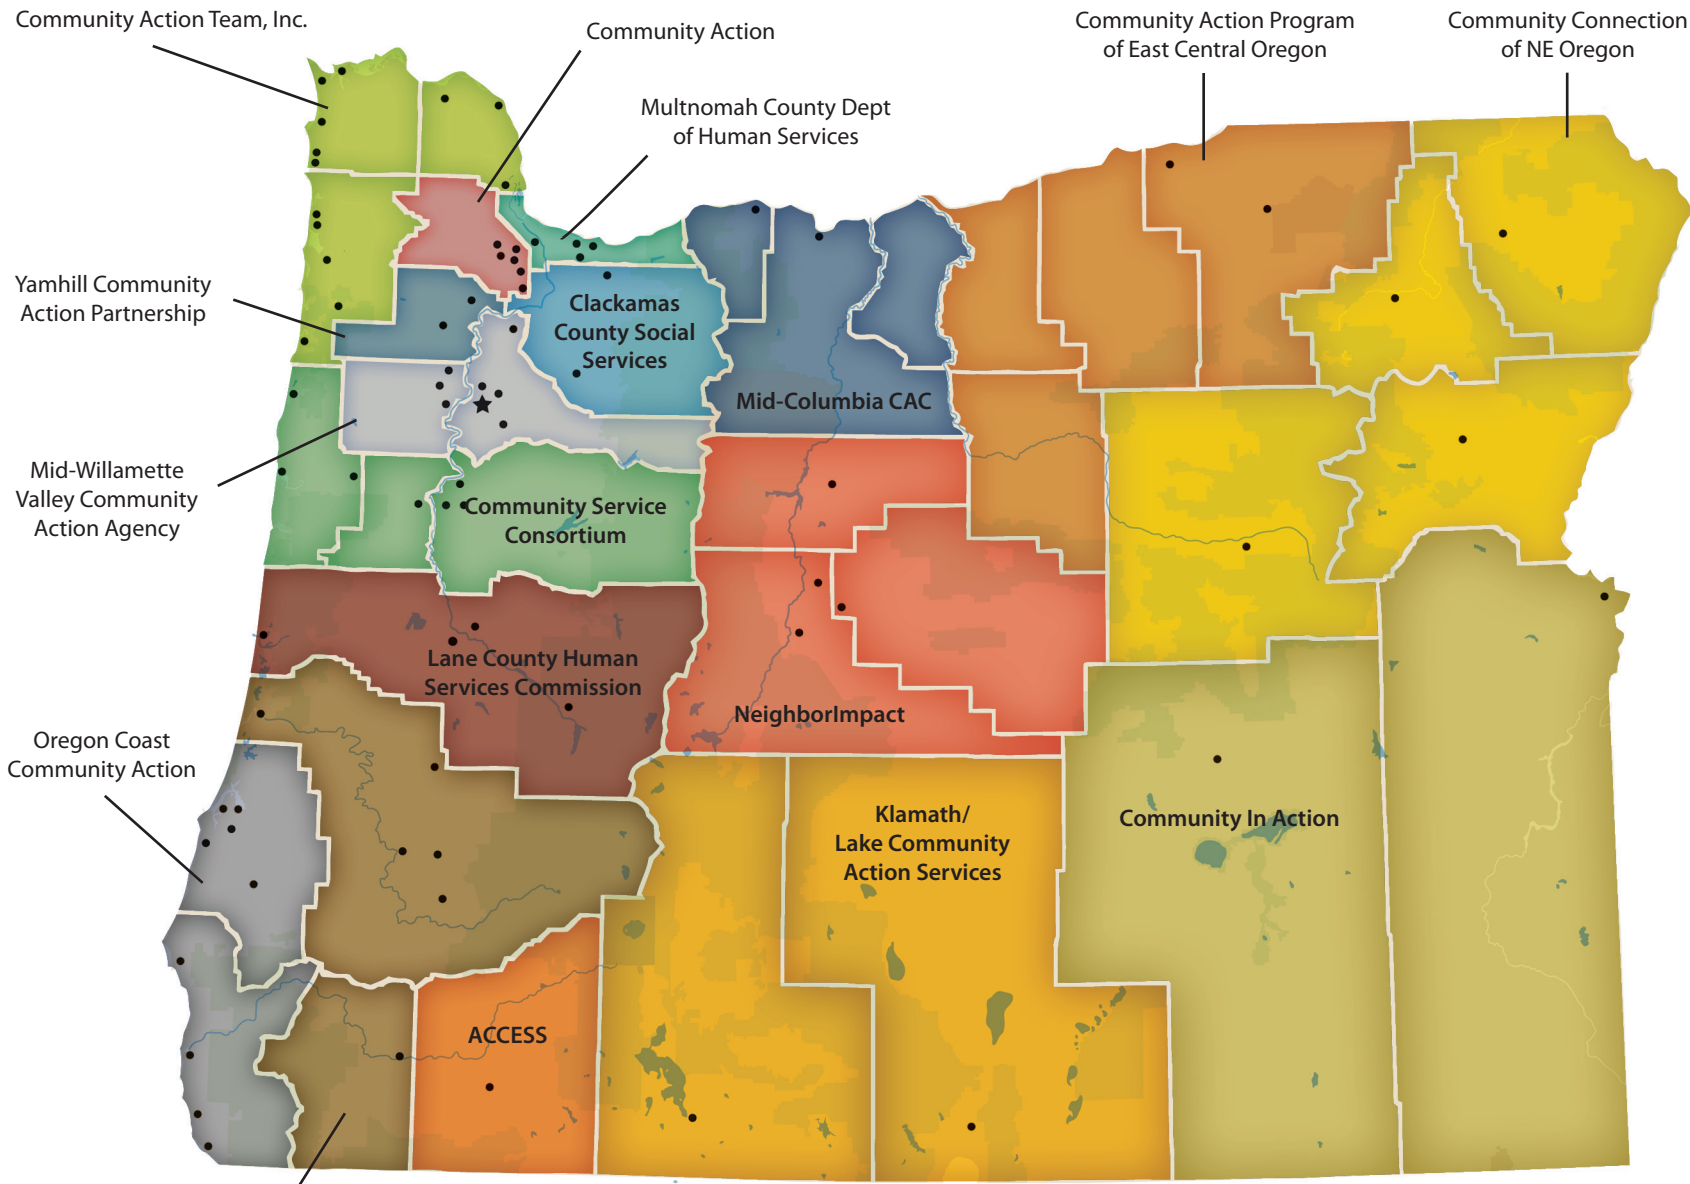 Community Action Team, Inc.
Community Action
Community Action Program
of East Central Oregon
Community Connection
of NE Oregon
Multnomah County Dept
of Human Services
Yamhill Community
Action Partnership
Clackamas
County Social
Services
Mid-Columbia CAC
Mid-Willamette
Valley Community
Action Agency
Community Service
Consortium
Lane County Human
Services Commission
NeighborImpact
Oregon Coast
Community Action
Klamath/
Lake Community
Action Services
Community In Action
ACCESS